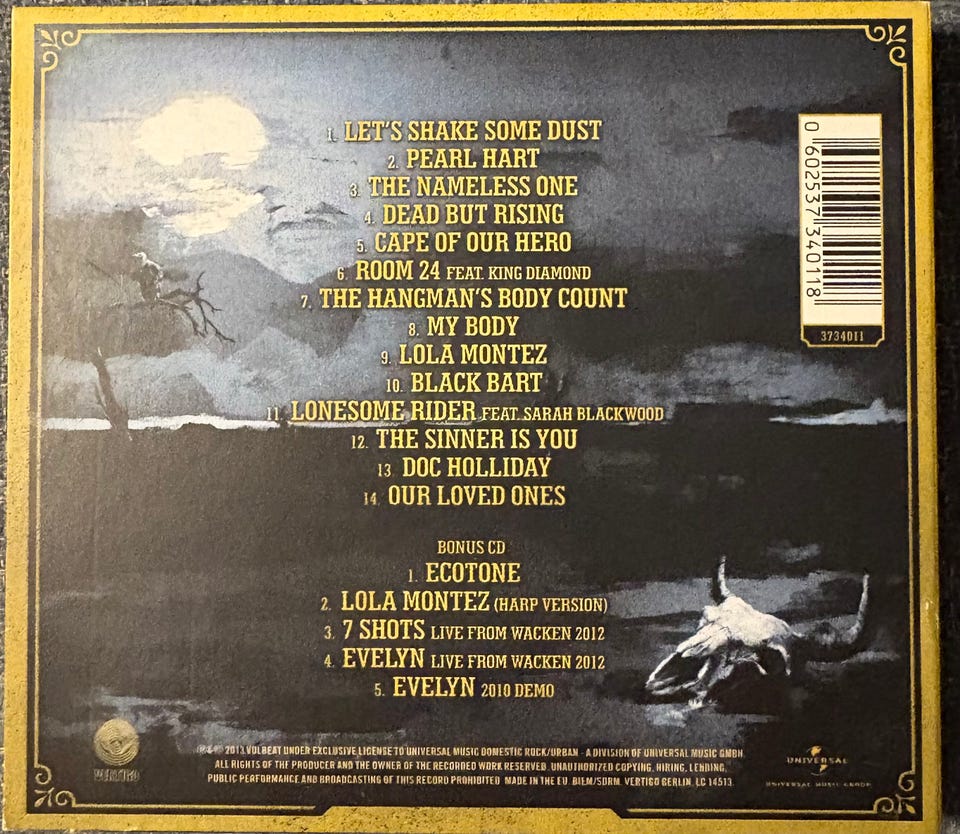 1. LET'S SHAKE SOME DUST
2. PEARL HART
3. THE NAMELESS ONE
4. DEAD BUT RISING
5. CAPE OF OUR HERO
6. ROOM 24 FEAT. KING DIAMOND
7. THE HANGMAN'S BODY COUNT
8. MY BODY
9. LOLA MONTEZ
10. BLACK BART
11. LONESOME RIDER FEAT. SARAH BLACKWOOD
12. THE SINNER IS YOU
13. DOC HOLLIDAY
14. OUR LOVED ONES
BONUS CD
1. ECOTONE
2. LOLA MONTEZ (HARP VERSION)
3. 7 SHOTS LIVE FROM WACKEN 2012
4. EVELYN LIVE FROM WACKEN 2012
5. EVELYN 2010 DEMO
0 602537 340118
3734011
VERTIGO
℗ & © 2013 VOLBEAT UNDER EXCLUSIVE LICENSE TO UNIVERSAL MUSIC DOMESTIC ROCK/URBAN - A DIVISION OF UNIVERSAL MUSIC GMBH.
ALL RIGHTS OF THE PRODUCER AND THE OWNER OF THE RECORDED WORK RESERVED. UNAUTHORIZED COPYING, HIRING, LENDING,
PUBLIC PERFORMANCE AND BROADCASTING OF THIS RECORD PROHIBITED. MADE IN THE EU. BIEM/SDRM. VERTIGO BERLIN. LC 14513.
UNIVERSAL
UNIVERSAL MUSIC GROUP